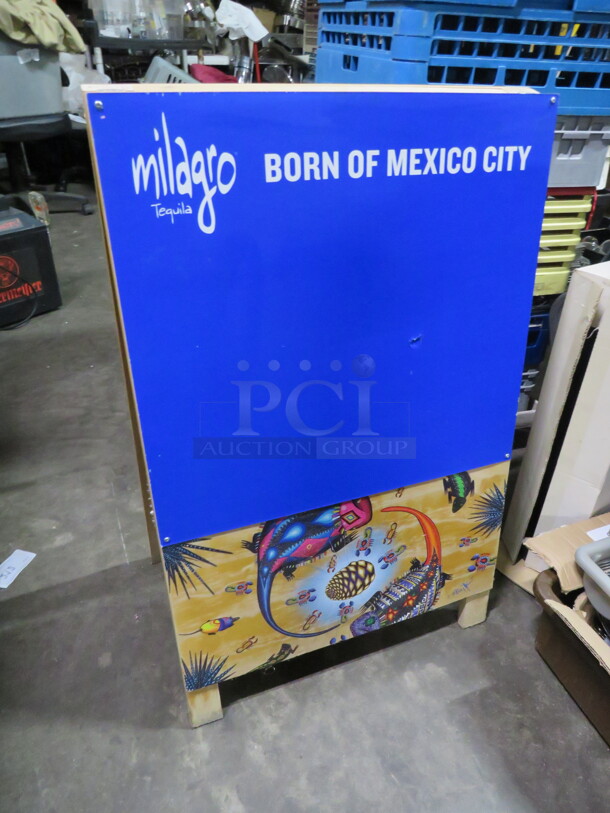 milagro
Tequila
BORN OF MEXICO CITY
PCI
AUCTION GROUP